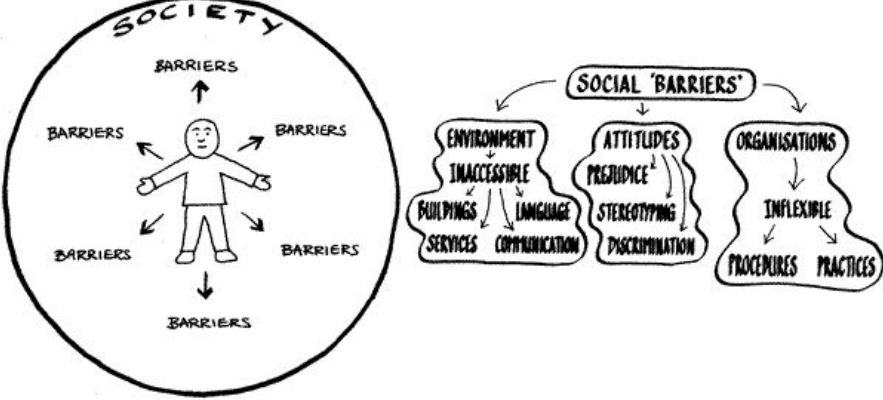 SOCIETY
BARRIERS
BARRIERS
BARRIERS
BARRIERS
BARRIERS
BARRIERS
SOCIAL 'BARRIERS'
ENVIRONMENT
INACCESSIBLE
BUILDINGS
LANGUAGE
SERVICES
COMMUNICATION
ATTITUDES
PREJUDICE
STEREOTYPING
DISCRIMINATION
ORGANISATIONS
INFLEXIBLE
PROCEDURES
PRACTICES